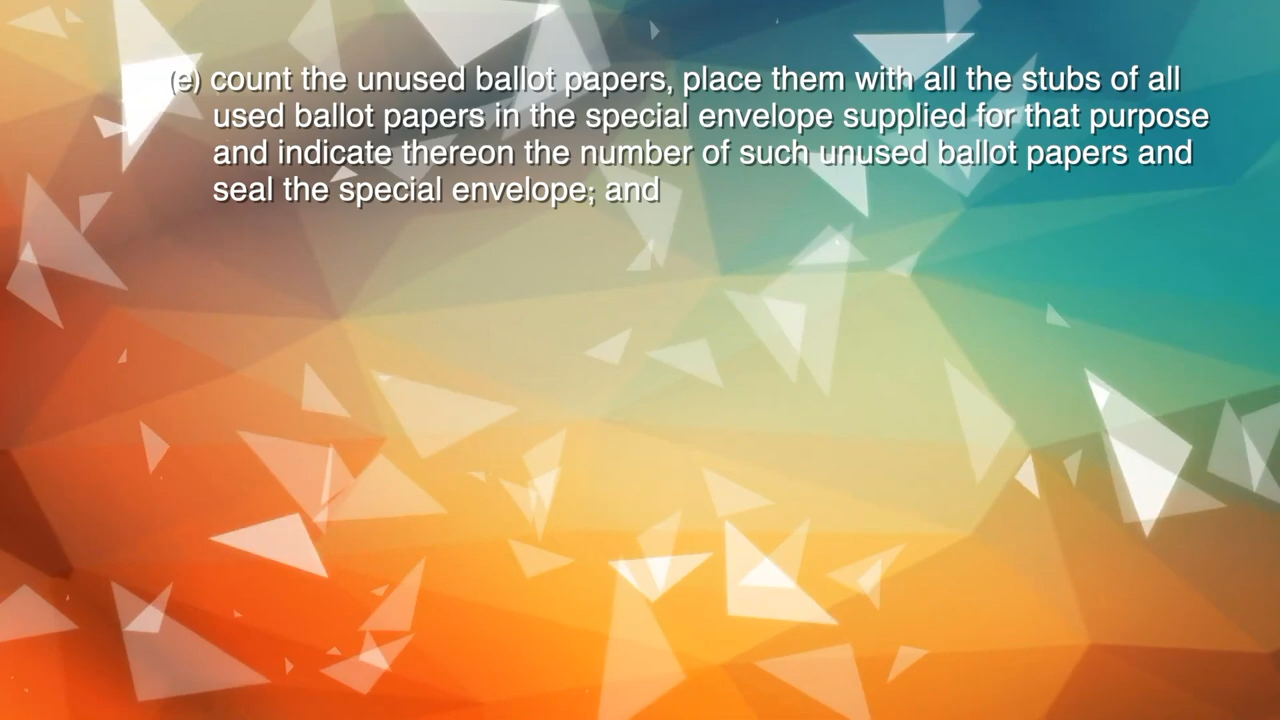 (e) count the unused ballot papers, place them with all the stubs of all
used ballot papers in the special envelope supplied for that purpose
and indicate thereon the number of such unused ballot papers and
seal the special envelope; and